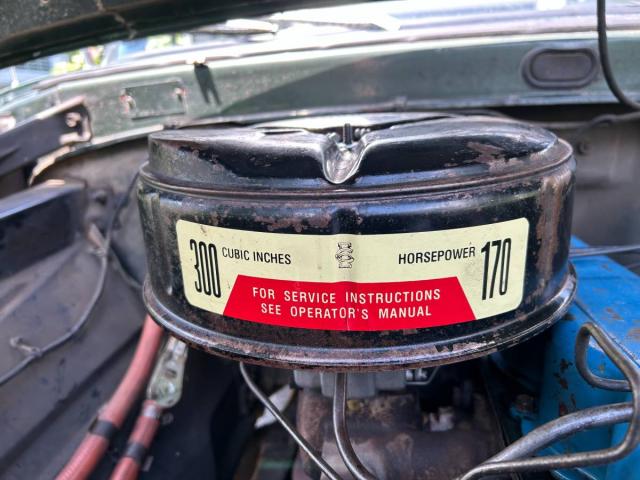 300 CUBIC INCHES HORSEPOWER 170
FOR SERVICE INSTRUCTIONS
SEE OPERATOR'S MANUAL